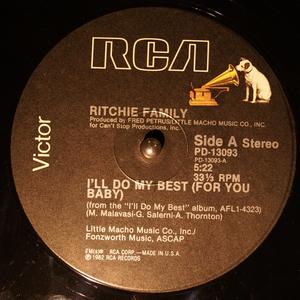 RCA
Victor
RITCHIE FAMILY
Produced by FRED PETRUS/LITTLE MACHO MUSIC CO., INC.
for Can't Stop Productions, Inc.
Side A Stereo
PD-13093
PD-13093-A
5:22
33⅓ RPM
I'LL DO MY BEST (FOR YOU
BABY)
(from the "I'll Do My Best" album, AFL1-4323)
(M. Malavasi-G. Salerni-A. Thornton)
Little Macho Music Co., Inc./
Fonzworth Music, ASCAP
RCA CORP — MADE IN U.S.A.
℗ 1982 RCA RECORDS